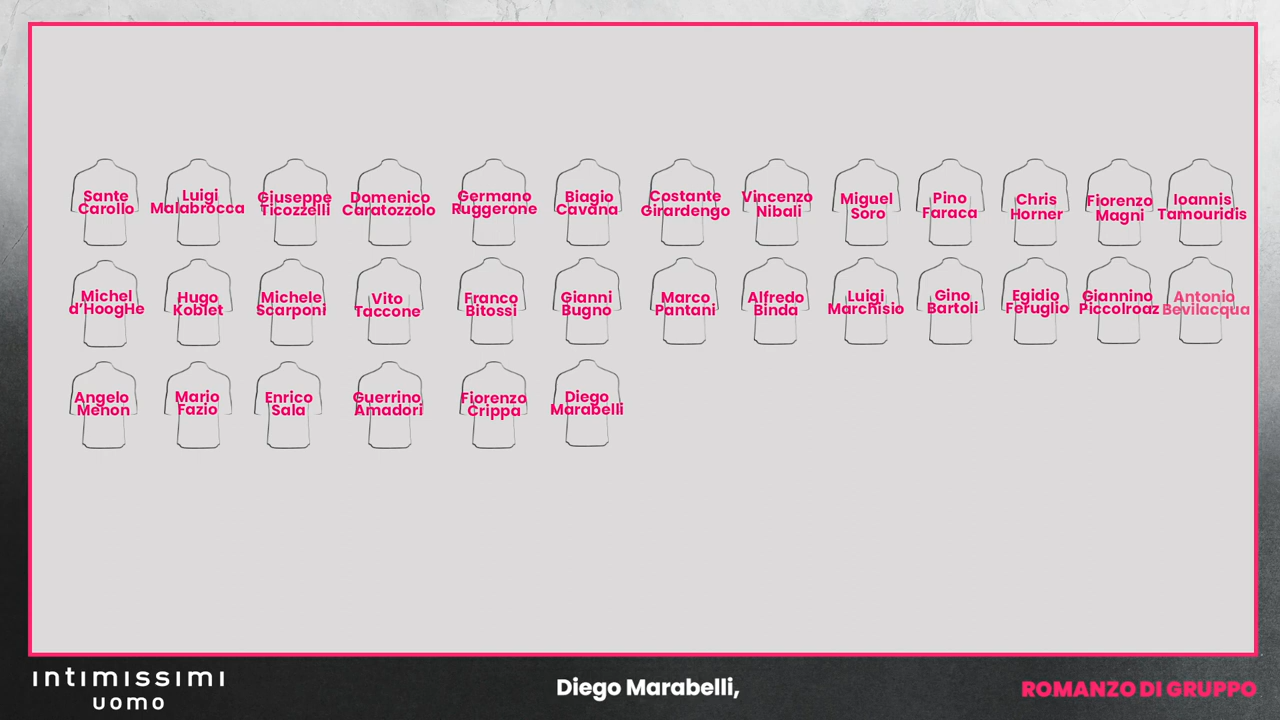 Sante
Carollo
Luigi
Malabrocca
Giuseppe
Ticozzelli
Domenico
Caratozzolo
Germano
Ruggerone
Biagio
Cavana
Costante
Girardengo
Vincenzo
Nibali
Miguel
Soro
Pino
Faraca
Chris
Horner
Fiorenzo
Magni
Ioannis
Tamouridis
Michel
d’HoogHe
Hugo
Koblet
Michele
Scarponi
Vito
Taccone
Franco
Bitossi
Gianni
Bugno
Marco
Pantani
Alfredo
Binda
Luigi
Marchisio
Gino
Bartoli
Egidio
Feruglio
Giannino
Piccolroaz
Antonio
Bevilacqua
Angelo
Menon
Mario
Fazio
Enrico
Sala
Guerrino
Amadori
Fiorenzo
Crippa
Diego
Marabelli
intimissimi
uomo
Diego Marabelli,
ROMANZO DI GRUPPO